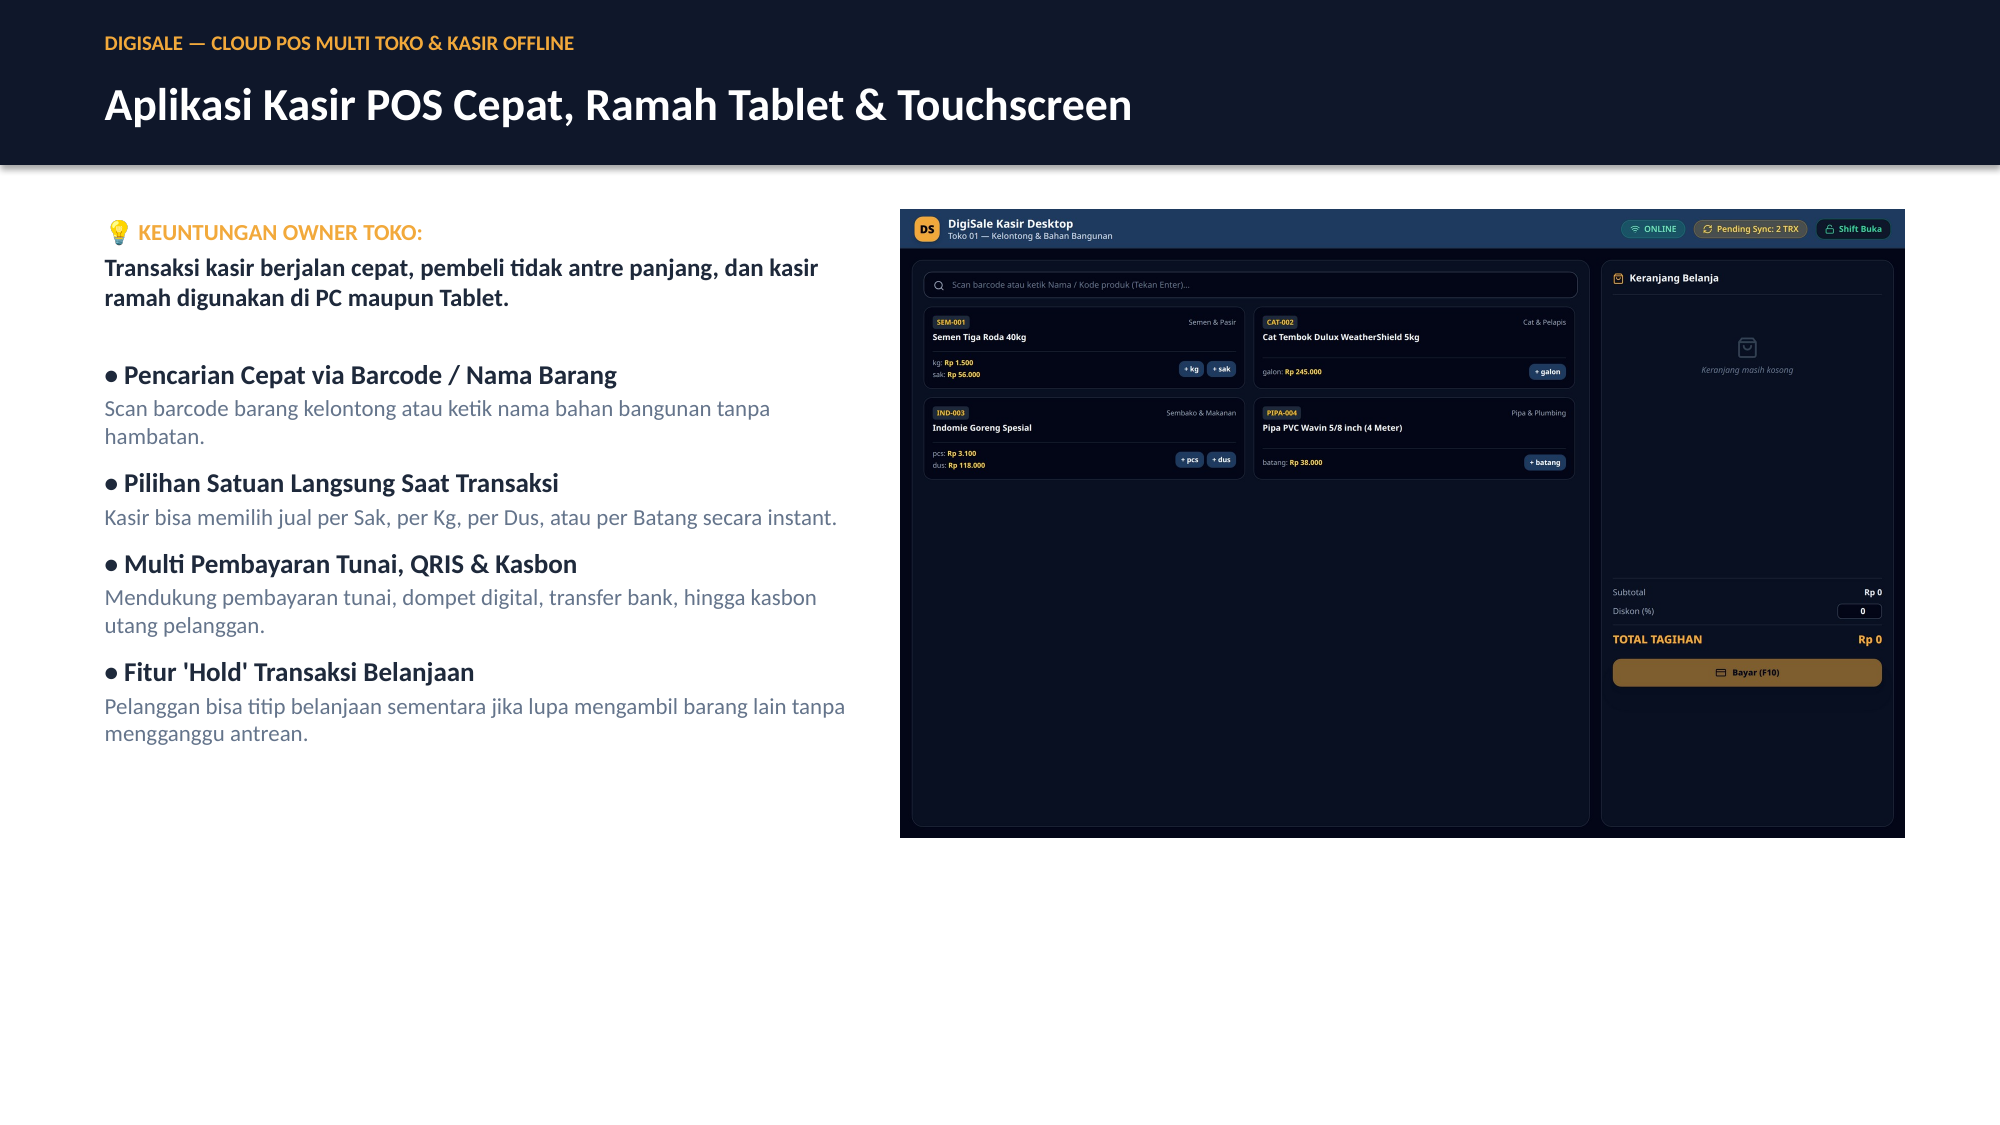 DIGISALE — CLOUD POS MULTI TOKO & KASIR OFFLINE
Aplikasi Kasir POS Cepat, Ramah Tablet & Touchscreen
💡 KEUNTUNGAN OWNER TOKO:
Transaksi kasir berjalan cepat, pembeli tidak antre panjang, dan kasir
ramah digunakan di PC maupun Tablet.
● Pencarian Cepat via Barcode / Nama Barang
Scan barcode barang kelontong atau ketik nama bahan bangunan tanpa
hambatan.
● Pilihan Satuan Langsung Saat Transaksi
Kasir bisa memilih jual per Sak, per Kg, per Dus, atau per Batang secara instant.
● Multi Pembayaran Tunai, QRIS & Kasbon
Mendukung pembayaran tunai, dompet digital, transfer bank, hingga kasbon
utang pelanggan.
● Fitur 'Hold' Transaksi Belanjaan
Pelanggan bisa titip belanjaan sementara jika lupa mengambil barang lain tanpa
mengganggu antrean.
DS
DigiSale Kasir Desktop
Toko 01 — Kelontong & Bahan Bangunan
ONLINE
Pending Sync: 2 TRX
Shift Buka
Scan barcode atau ketik Nama / Kode produk (Tekan Enter)...
SEM-001
Semen & Pasir
Semen Tiga Roda 40kg
kg: Rp 1.500
sak: Rp 56.000
+ kg
+ sak
CAT-002
Cat & Pelapis
Cat Tembok Dulux WeatherShield 5kg
galon: Rp 245.000
+ galon
IND-003
Sembako & Makanan
Indomie Goreng Spesial
pcs: Rp 3.100
dus: Rp 118.000
+ pcs
+ dus
PIPA-004
Pipa & Plumbing
Pipa PVC Wavin 5/8 inch (4 Meter)
batang: Rp 38.000
+ batang
Keranjang Belanja
Keranjang masih kosong
Subtotal
Rp 0
Diskon (%)
0
TOTAL TAGIHAN
Rp 0
Bayar (F10)